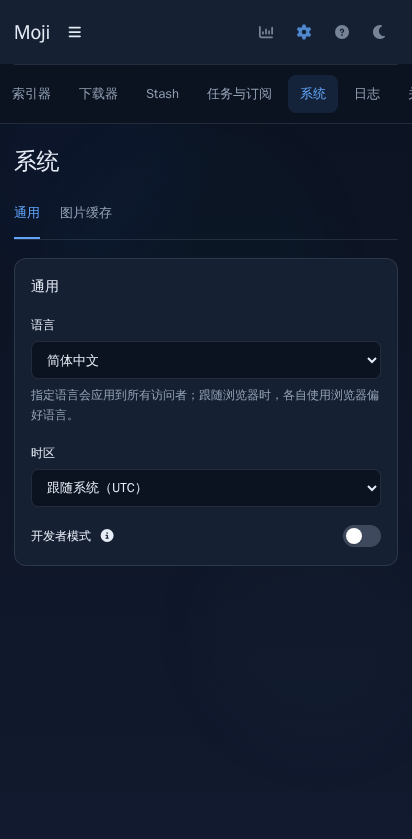 Moji
索引器 下载器 Stash 任务与订阅 系统 日志
系统
通用 图片缓存
通用
语言
简体中文
指定语言会应用到所有访问者；跟随浏览器时，各自使用浏览器偏
好语言。
时区
跟随系统（UTC）
开发者模式